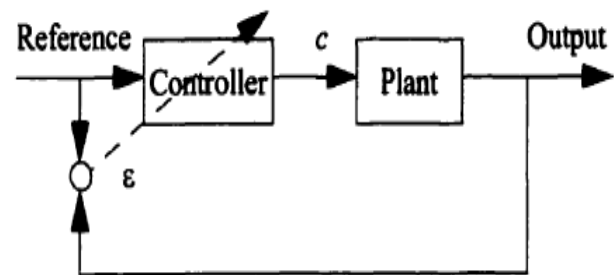 Reference
Controller
c
Plant
Output
ε